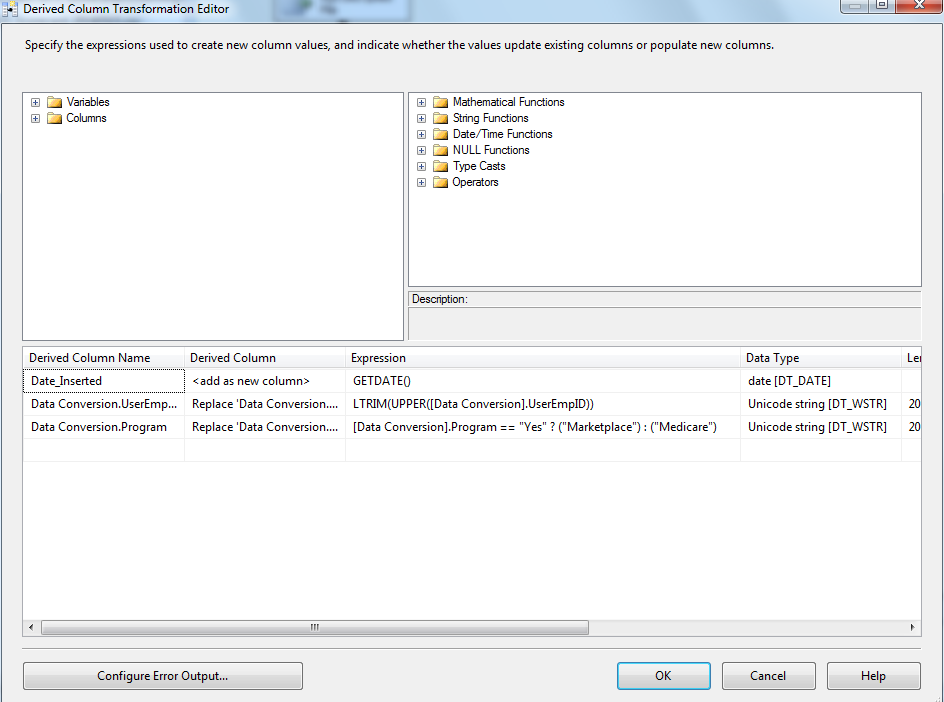 Derived Column Transformation Editor
Specify the expressions used to create new column values, and indicate whether the values update existing columns or populate new columns.
Variables
Columns
Mathematical Functions
String Functions
Date/Time Functions
NULL Functions
Type Casts
Operators
Description:
Derived Column Name Derived Column Expression Data Type Le
Date_Inserted <add as new column> GETDATE() date [DT_DATE]
Data Conversion.UserEmp... Replace 'Data Conversion.... LTRIM(UPPER([Data Conversion].UserEmpID)) Unicode string [DT_WSTR] 20
Data Conversion.Program Replace 'Data Conversion.... [Data Conversion].Program == "Yes" ? ("Marketplace") : ("Medicare") Unicode string [DT_WSTR] 20
Configure Error Output... OK Cancel Help